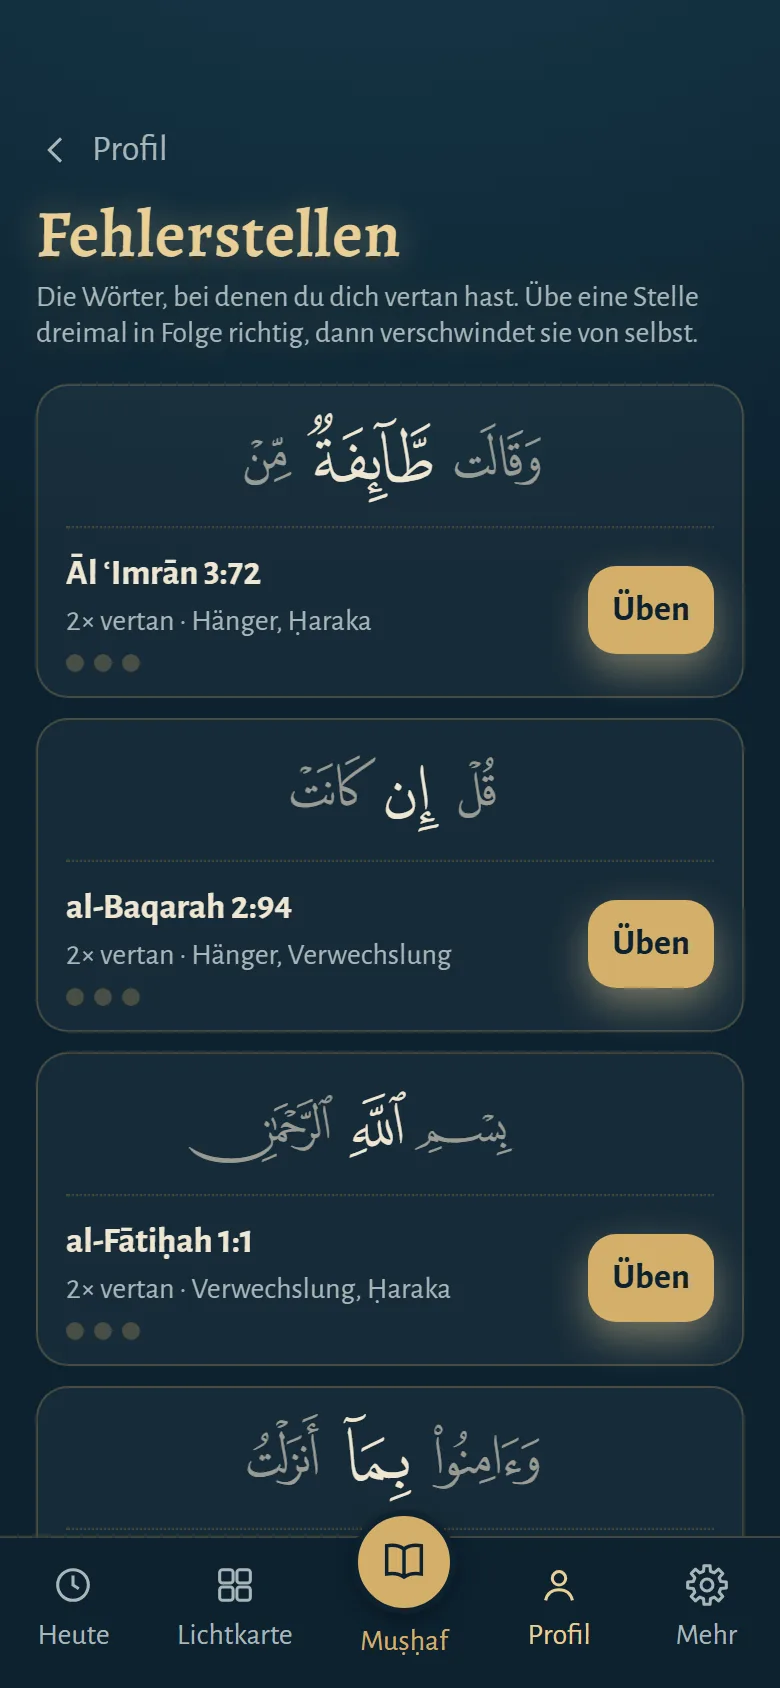 Profil
Fehlerstellen
Die Wörter, bei denen du dich vertan hast. Übe eine Stelle
dreimal in Folge richtig, dann verschwindet sie von selbst.
وَقَالَت طَّآئِفَةٌ مِّنْ
Āl ʿImrān 3:72
2× vertan · Hänger, Ḥaraka
Üben
قُلْ إِن كَانَتْ
al-Baqarah 2:94
2× vertan · Hänger, Verwechslung
Üben
بِسْمِ ٱللَّهِ ٱلرَّحْمَٰنِ
al-Fātiḥah 1:1
2× vertan · Verwechslung, Ḥaraka
Üben
وَءَامِنُوا۟ بِمَآ أَنزَلْتُ
Heute
Lichtkarte
Muṣḥaf
Profil
Mehr